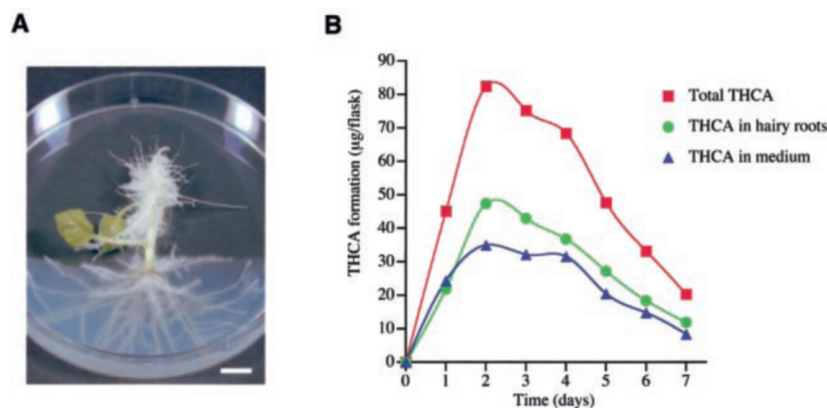 A
B
THCA formation (µg/flask)
90
80
70
60
50
40
30
20
10
0
0 1 2 3 4 5 6 7
Time (days)
Total THCA
THCA in hairy roots
THCA in medium